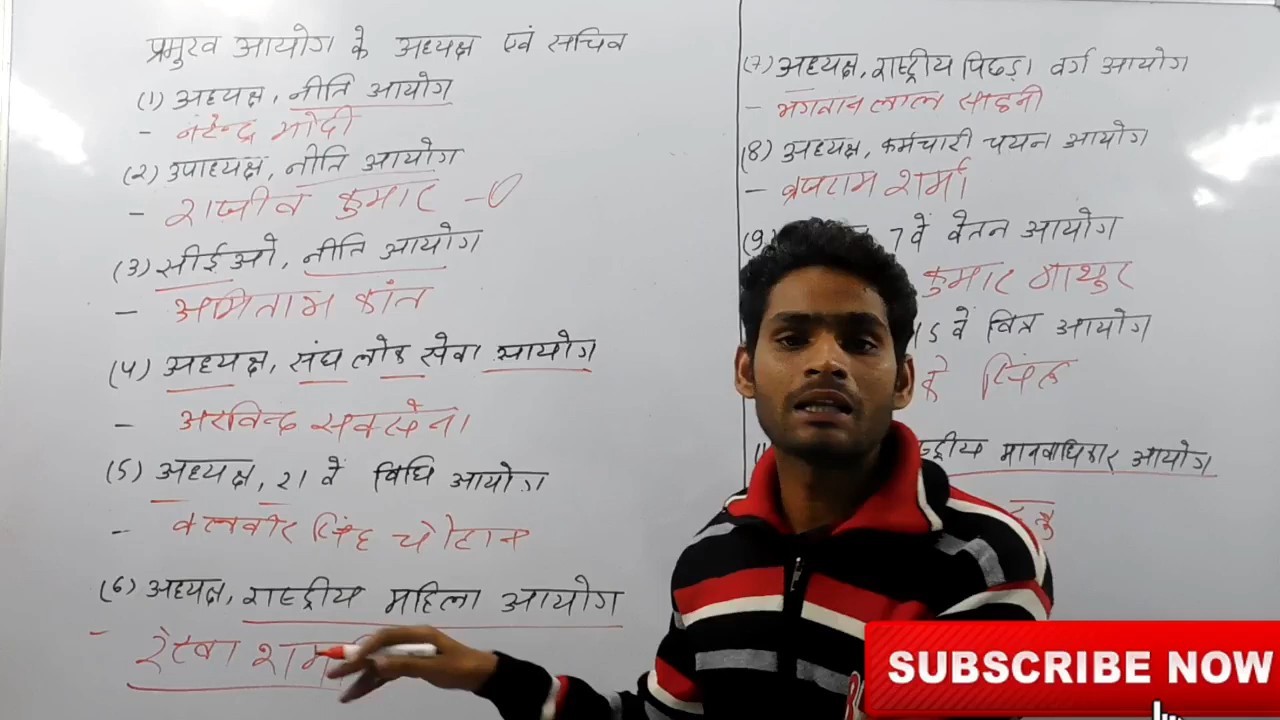 प्रमुख आयोग के अध्यक्ष एवं सचिव
(1) अध्यक्ष, नीति आयोग
- नरेन्द्र मोदी
(2) उपाध्यक्ष, नीति आयोग
- राजीव कुमार
(3) सीईओ, नीति आयोग
- अमिताभ कांत
(4) अध्यक्ष, संघ लोक सेवा आयोग
- अरविन्द सक्सेना
(5) अध्यक्ष, 21 वें विधि आयोग
- बलबीर सिंह चौहान
(6) अध्यक्ष, राष्ट्रीय महिला आयोग
- रेखा शर्मा
(7) अध्यक्ष, राष्ट्रीय पिछड़ा वर्ग आयोग
- भगवान लाल साहनी
(8) अध्यक्ष, कर्मचारी चयन आयोग
- ब्रजराम शर्मा
(9) 7 वें वेतन आयोग
कुमार माथुर
15 वें वित्त आयोग
के सिंह
मानवाधिकार आयोग
SUBSCRIBE NOW